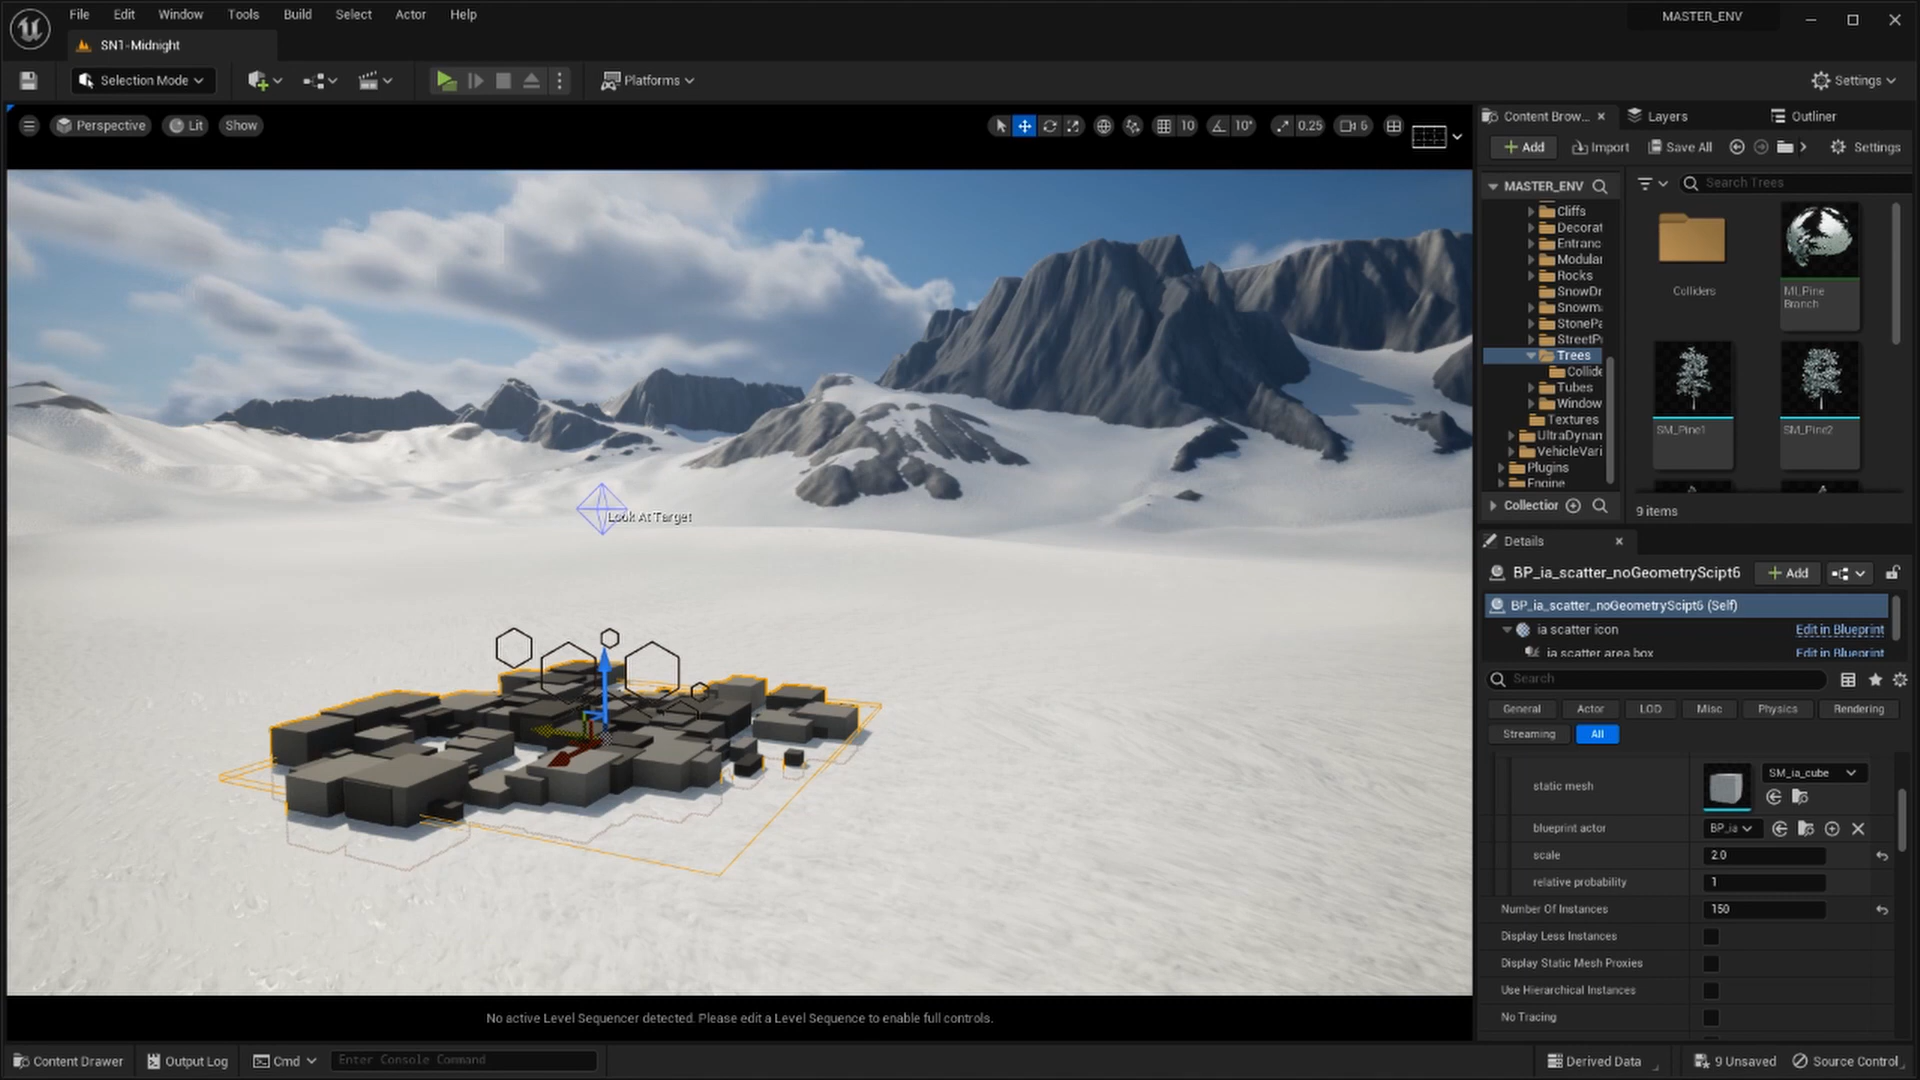 File Edit Window Tools Build Select Actor Help
MASTER_ENV
SN1-Midnight
Selection Mode
Platforms
Settings
Perspective
Lit
Show
10
10°
0.25
6
Content Brow...
Layers
Outliner
Add
Import
Save All
Settings
MASTER_ENV
Search Trees
Cliffs
Decorat
Entranc
Modular
Rocks
SnowDr
Snowm
StonePa
StreetP
Trees
Collide
Tubes
Window
Textures
UltraDynan
VehicleVari
Plugins
Engine
Colliders
MI_Pine
Branch
SM_Pine1
SM_Pine2
Collection
9 items
Look At Target
Details
BP_ia_scatter_noGeometryScipt6
Add
BP_ia_scatter_noGeometryScipt6 (Self)
ia scatter icon
Edit in Blueprint
ia scatter area box
Edit in Blueprint
Search
General
Actor
LOD
Misc
Physics
Rendering
Streaming
All
static mesh
SM_ia_cube
blueprint actor
BP_ia
scale
2.0
relative probability
1
Number Of Instances
150
Display Less Instances
Display Static Mesh Proxies
Use Hierarchical Instances
No Tracing
No active Level Sequencer detected. Please edit a Level Sequence to enable full controls.
Content Drawer
Output Log
Cmd
Enter Console Command
Derived Data
9 Unsaved
Source Control